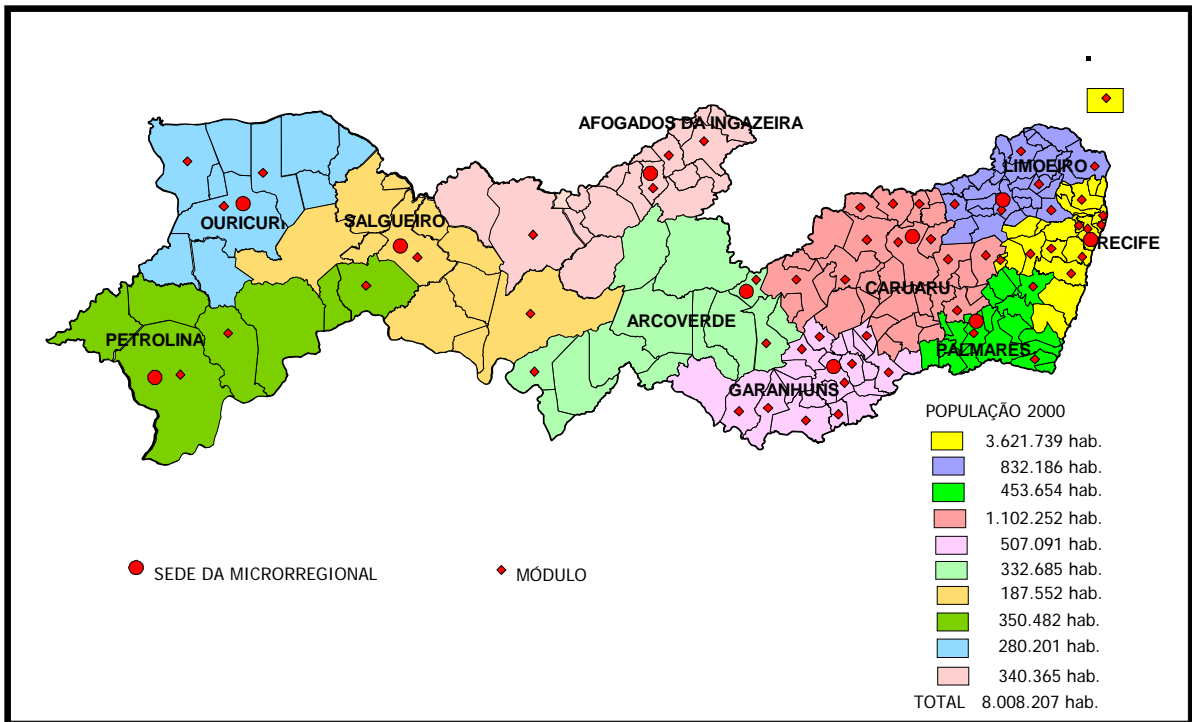 AFOGADOS DA INGAZEIRA
LIMOEIRO
OURICURI
SALGUEIRO
RECIFE
CARUARU
ARCOVERDE
PETROLINA
PALMARES
GARANHUNS
POPULAÇÃO 2000
3.621.739 hab.
832.186 hab.
453.654 hab.
1.102.252 hab.
507.091 hab.
332.685 hab.
187.552 hab.
350.482 hab.
280.201 hab.
340.365 hab.
TOTAL 8.008.207 hab.
SEDE DA MICRORREGIONAL
MÓDULO